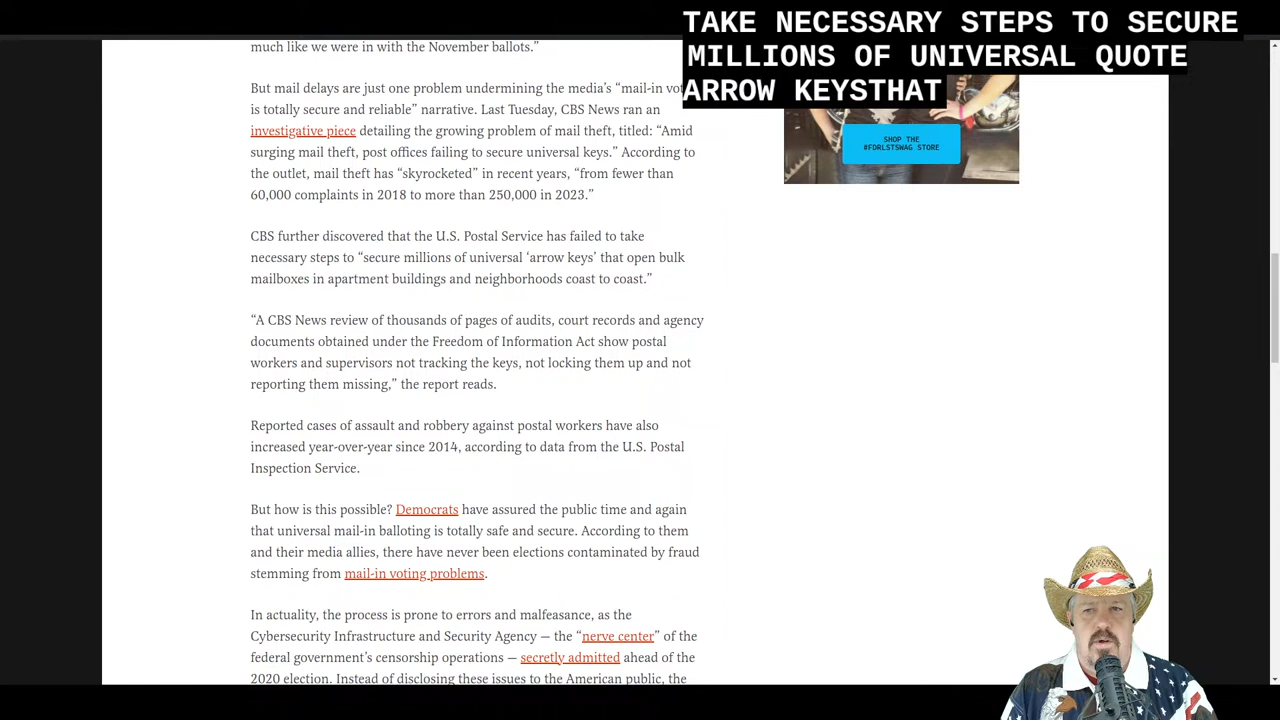 TAKE NECESSARY STEPS TO SECURE
MILLIONS OF UNIVERSAL QUOTE
ARROW KEYSTHAT
much like we were in with the November ballots.”
But mail delays are just one problem undermining the media’s “mail-in
is totally secure and reliable” narrative. Last Tuesday, CBS News ran an
investigative piece detailing the growing problem of mail theft, titled: “Amid
surging mail theft, post offices failing to secure universal keys.” According to
the outlet, mail theft has “skyrocketed” in recent years, “from fewer than
60,000 complaints in 2018 to more than 250,000 in 2023.”
CBS further discovered that the U.S. Postal Service has failed to take
necessary steps to “secure millions of universal ‘arrow keys’ that open bulk
mailboxes in apartment buildings and neighborhoods coast to coast.”
“A CBS News review of thousands of pages of audits, court records and agency
documents obtained under the Freedom of Information Act show postal
workers and supervisors not tracking the keys, not locking them up and not
reporting them missing,” the report reads.
Reported cases of assault and robbery against postal workers have also
increased year-over-year since 2014, according to data from the U.S. Postal
Inspection Service.
But how is this possible? Democrats have assured the public time and again
that universal mail-in balloting is totally safe and secure. According to them
and their media allies, there have never been elections contaminated by fraud
stemming from mail-in voting problems.
In actuality, the process is prone to errors and malfeasance, as the
Cybersecurity Infrastructure and Security Agency — the “nerve center” of the
federal government’s censorship operations — secretly admitted ahead of the
2020 election. Instead of disclosing these issues to the American public, the
SHOP THE
#FDRLSTSWAG STORE